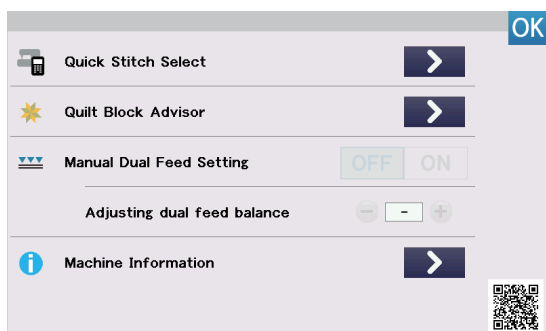 OK
Quick Stitch Select
Quilt Block Advisor
Manual Dual Feed Setting
OFF ON
Adjusting dual feed balance
- - +
Machine Information